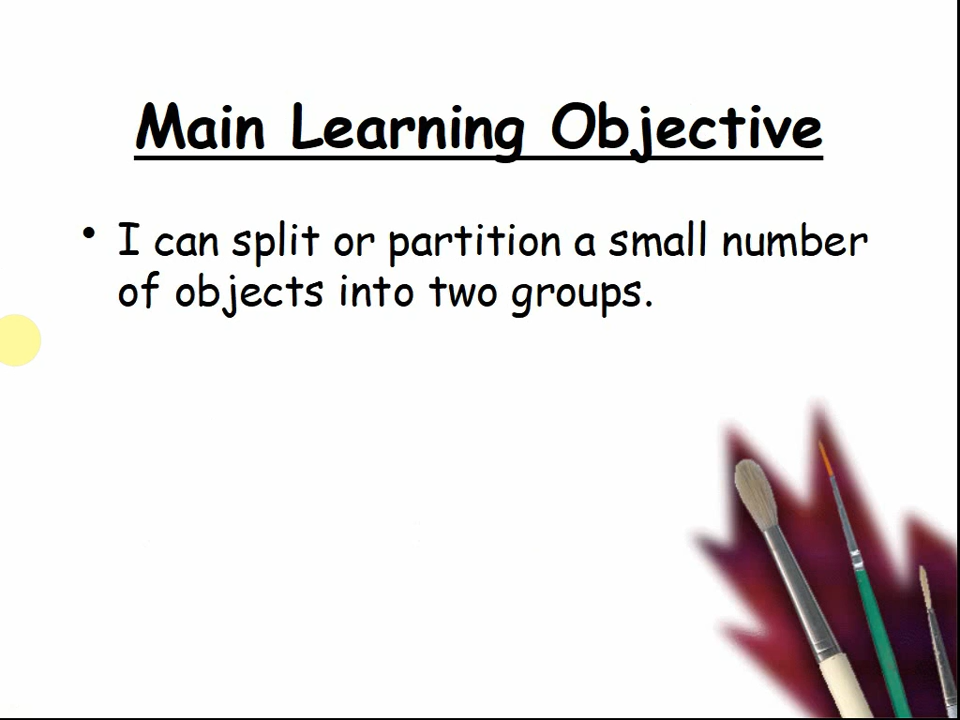 Main Learning Objective
• I can split or partition a small number
of objects into two groups.